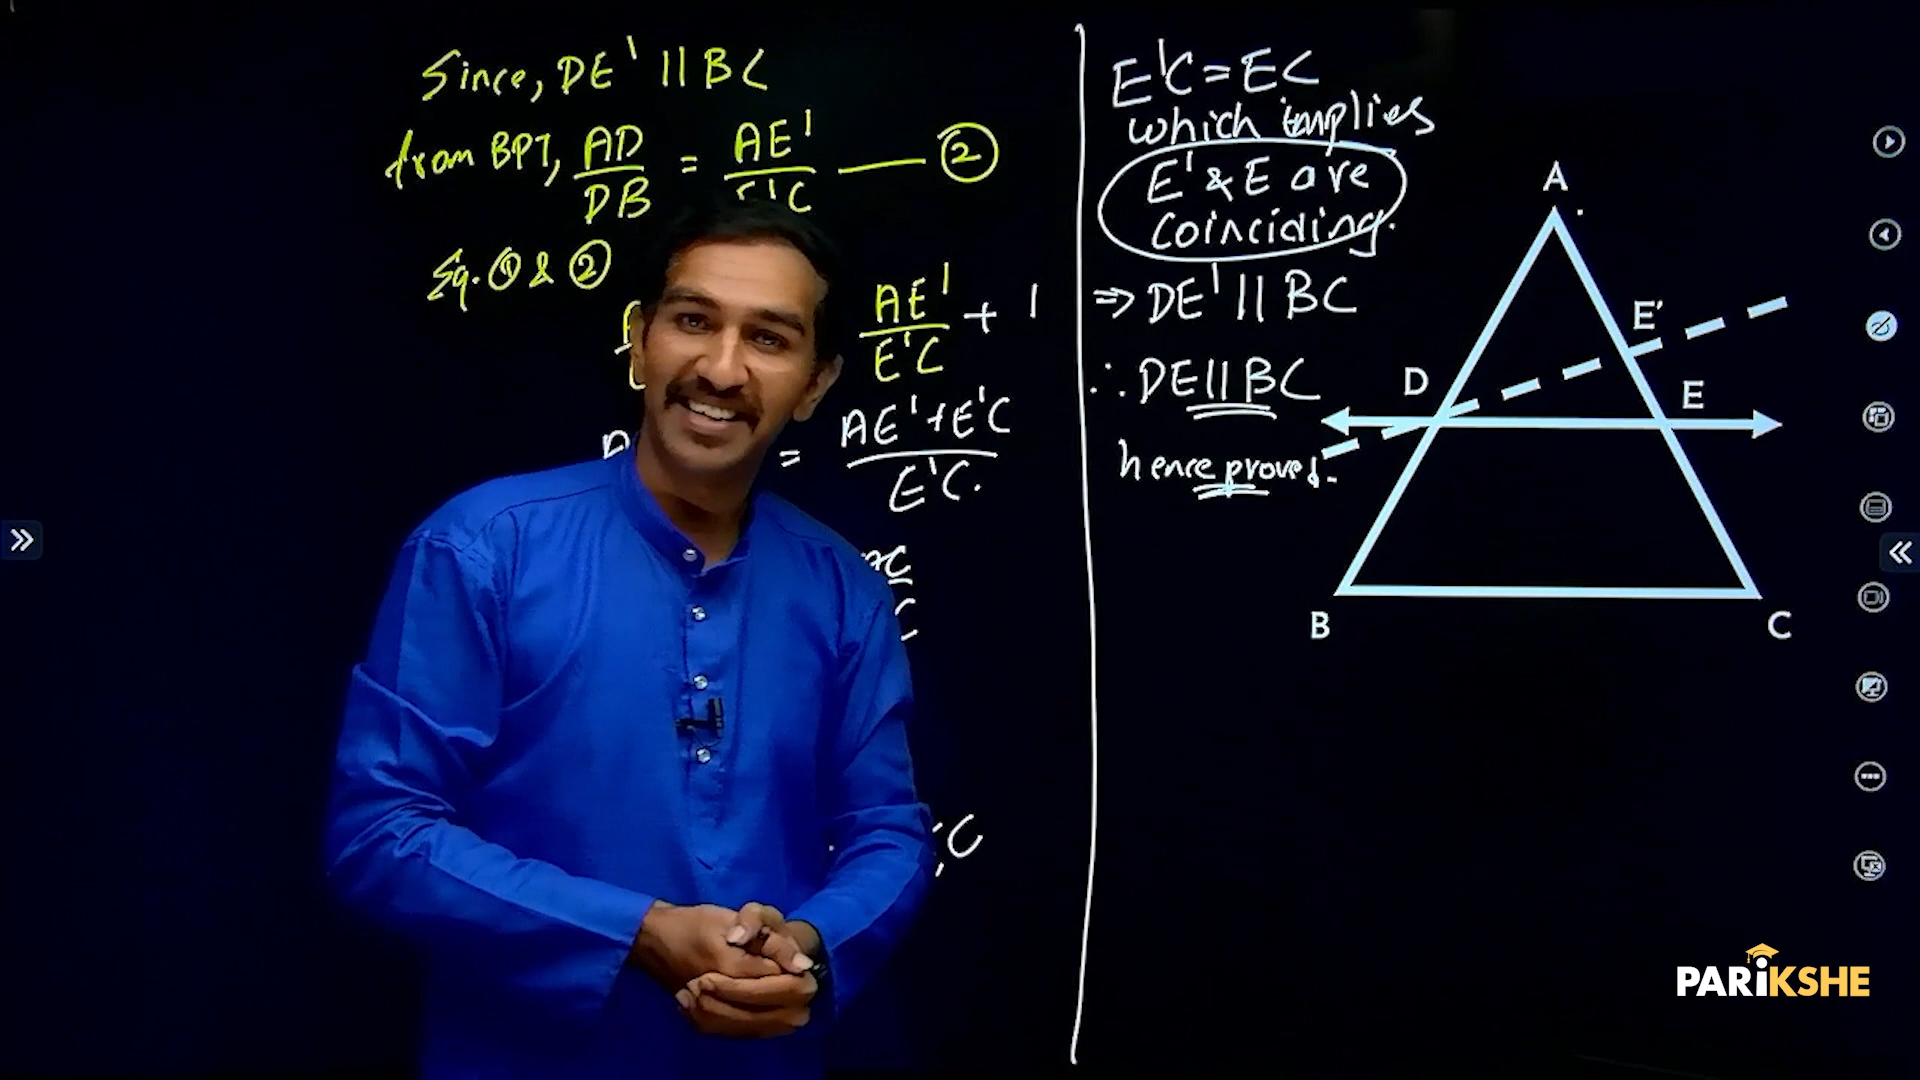 Since, DE' || BC
from BPT, AD/DB = AE'/E'C —— ②
Eq. ① & ②
AE'/E'C + 1
= AE'+E'C/E'C.
E'C = EC
which implies
E' & E are
coinciding.
⇒ DE' || BC
∴ DE || BC
hence proved.
A
E'
D
E
B
C
PARiKSHE